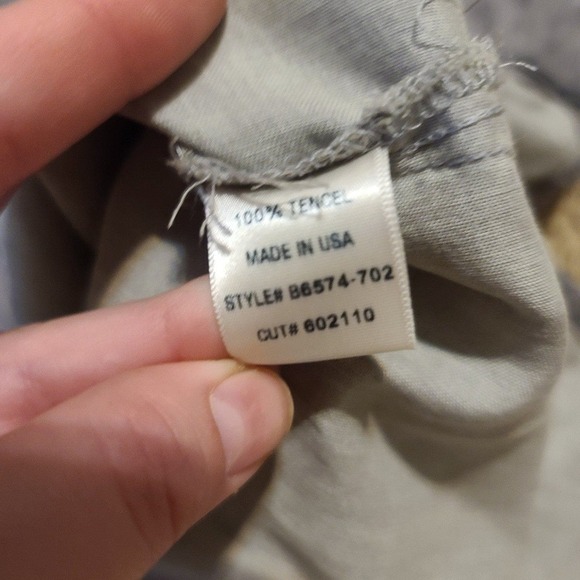 100% TENCEL
MADE IN USA
STYLE# B6574-702
CUT# 602110